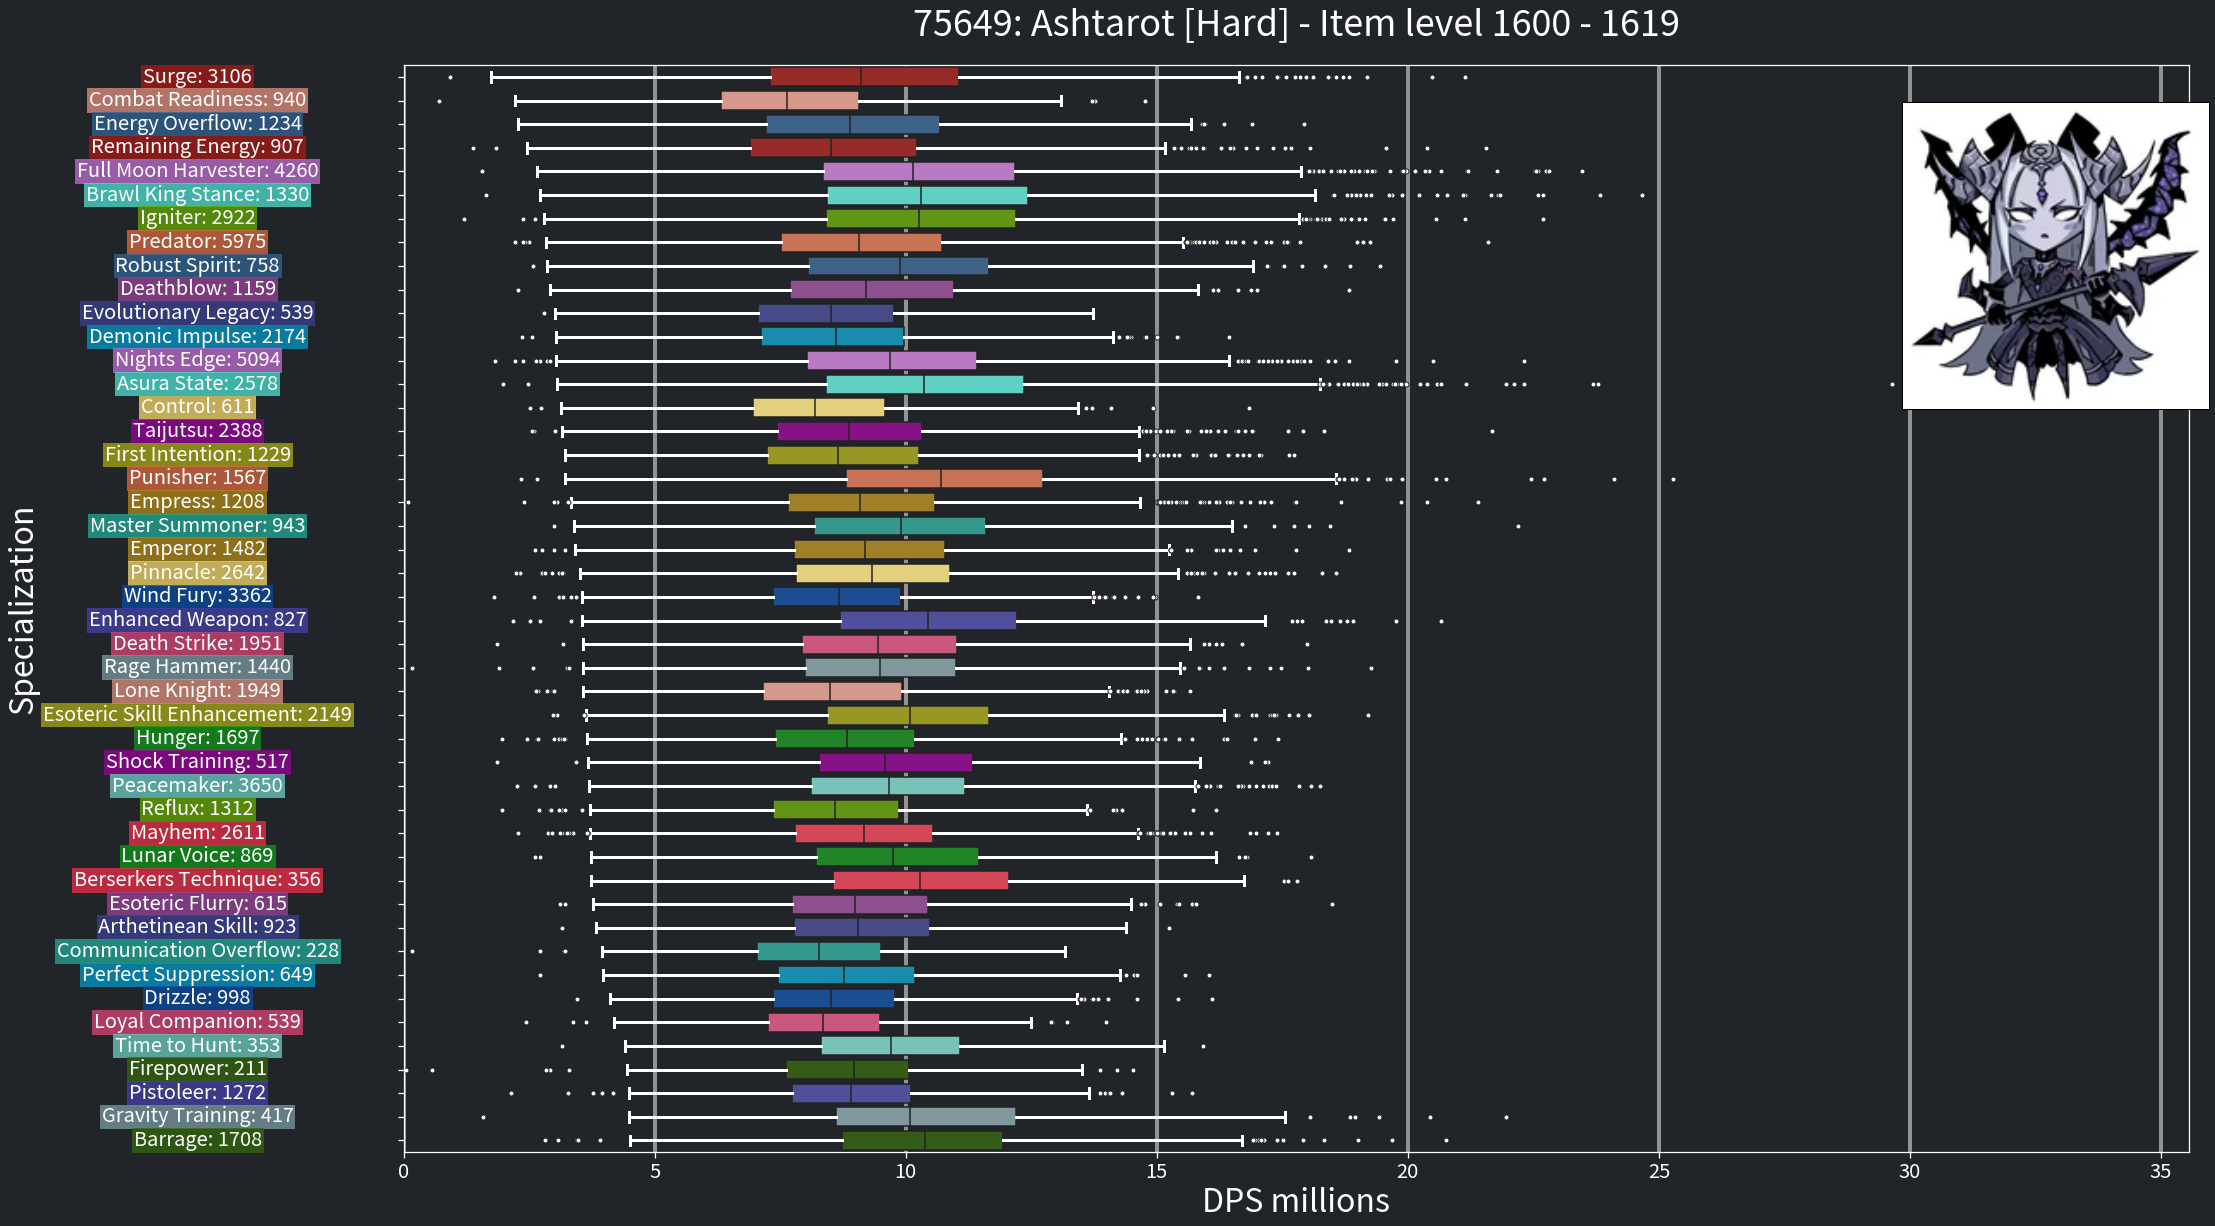 75649: Ashtarot [Hard] - Item level 1600 - 1619
Specialization
Surge: 3106
Combat Readiness: 940
Energy Overflow: 1234
Remaining Energy: 907
Full Moon Harvester: 4260
Brawl King Stance: 1330
Igniter: 2922
Predator: 5975
Robust Spirit: 758
Deathblow: 1159
Evolutionary Legacy: 539
Demonic Impulse: 2174
Nights Edge: 5094
Asura State: 2578
Control: 611
Taijutsu: 2388
First Intention: 1229
Punisher: 1567
Empress: 1208
Master Summoner: 943
Emperor: 1482
Pinnacle: 2642
Wind Fury: 3362
Enhanced Weapon: 827
Death Strike: 1951
Rage Hammer: 1440
Lone Knight: 1949
Esoteric Skill Enhancement: 2149
Hunger: 1697
Shock Training: 517
Peacemaker: 3650
Reflux: 1312
Mayhem: 2611
Lunar Voice: 869
Berserkers Technique: 356
Esoteric Flurry: 615
Arthetinean Skill: 923
Communication Overflow: 228
Perfect Suppression: 649
Drizzle: 998
Loyal Companion: 539
Time to Hunt: 353
Firepower: 211
Pistoleer: 1272
Gravity Training: 417
Barrage: 1708
0 5 10 15 20 25 30 35
DPS millions